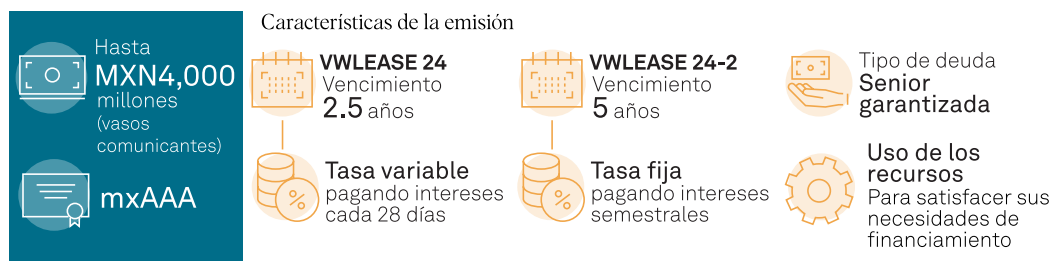 Características de la emisión
Hasta
MXN4,000
millones
(vasos
comunicantes)
mxAAA
VWLEASE 24
Vencimiento
2.5 años
Tasa variable
pagando intereses
cada 28 días
VWLEASE 24-2
Vencimiento
5 años
Tasa fija
pagando intereses
semestrales
Tipo de deuda
Senior
garantizada
Uso de los
recursos
Para satisfacer sus
necesidades de
financiamiento